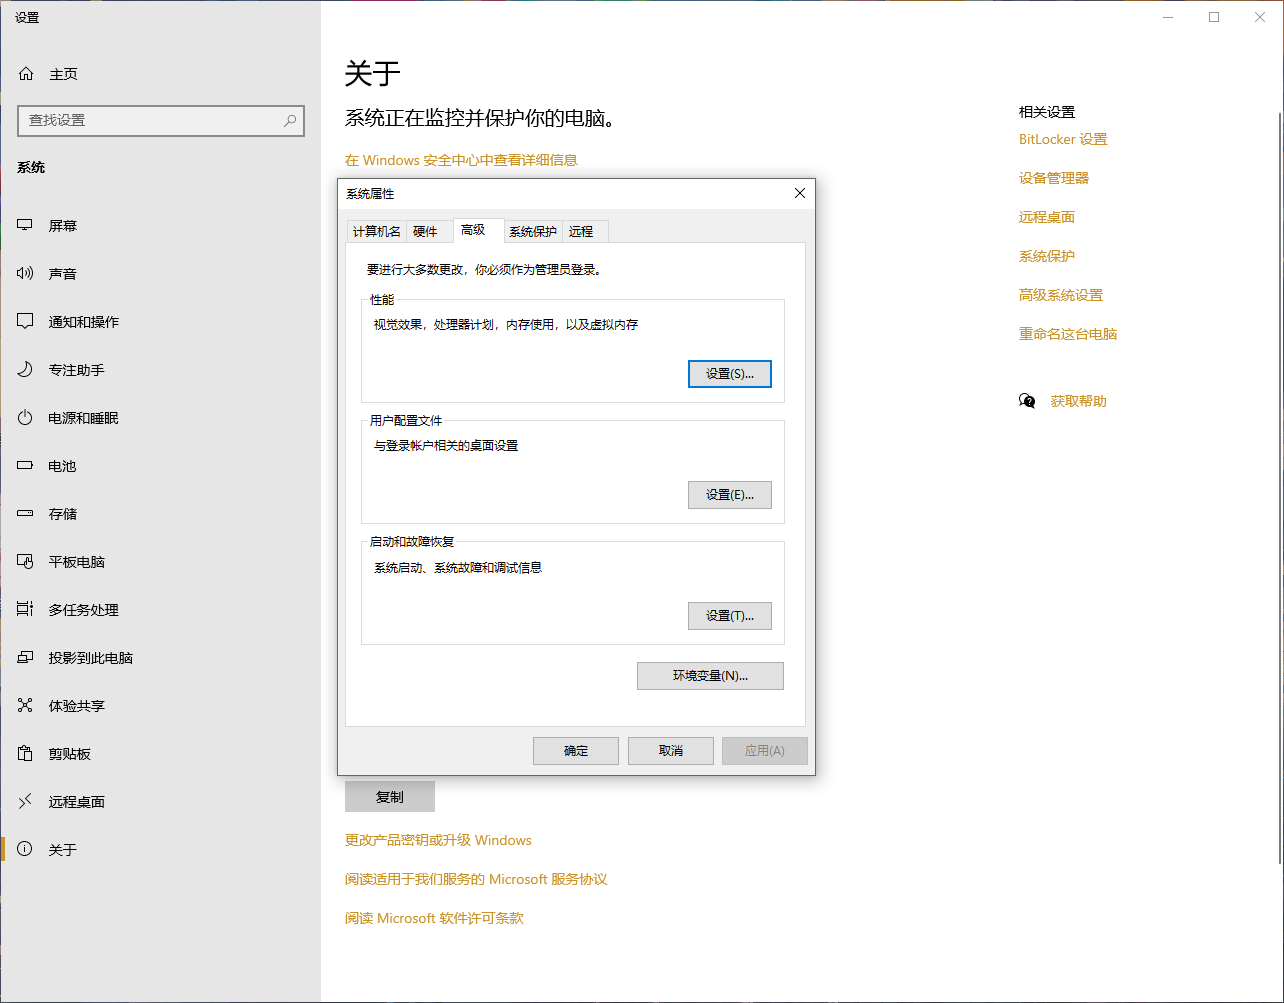 设置
主页
查找设置
系统
屏幕
声音
通知和操作
专注助手
电源和睡眠
电池
存储
平板电脑
多任务处理
投影到此电脑
体验共享
剪贴板
远程桌面
关于
关于
系统正在监控并保护你的电脑。
在 Windows 安全中心中查看详细信息
系统属性
计算机名 硬件 高级 系统保护 远程
要进行大多数更改，你必须作为管理员登录。
性能
视觉效果，处理器计划，内存使用，以及虚拟内存
设置(S)...
用户配置文件
与登录帐户相关的桌面设置
设置(E)...
启动和故障恢复
系统启动、系统故障和调试信息
设置(T)...
环境变量(N)...
确定 取消 应用(A)
复制
更改产品密钥或升级 Windows
阅读适用于我们服务的 Microsoft 服务协议
阅读 Microsoft 软件许可条款
相关设置
BitLocker 设置
设备管理器
远程桌面
系统保护
高级系统设置
重命名这台电脑
获取帮助